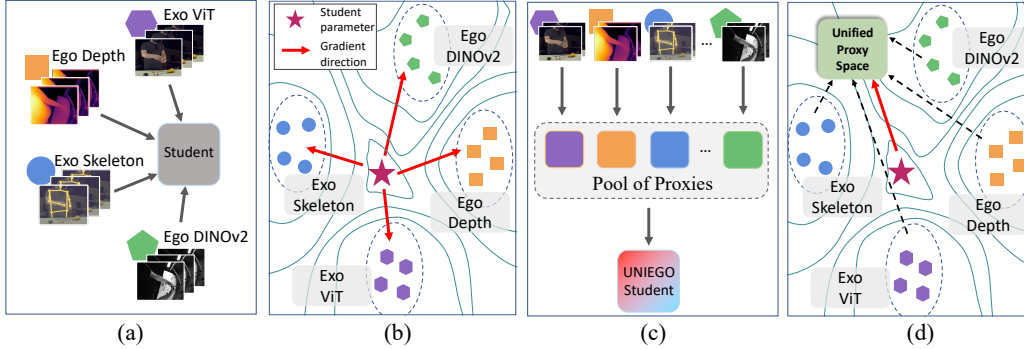 Exo ViT
Ego Depth
Exo Skeleton
Student
Ego DINOv2
(a)
Student
parameter
Gradient
direction
Ego
DINOv2
Exo
Skeleton
Ego
Depth
Exo
ViT
(b)
...
...
Pool of Proxies
UNIEGO
Student
(c)
Unified
Proxy
Space
Ego
DINOv2
Exo
Skeleton
Ego
Depth
Exo
ViT
(d)